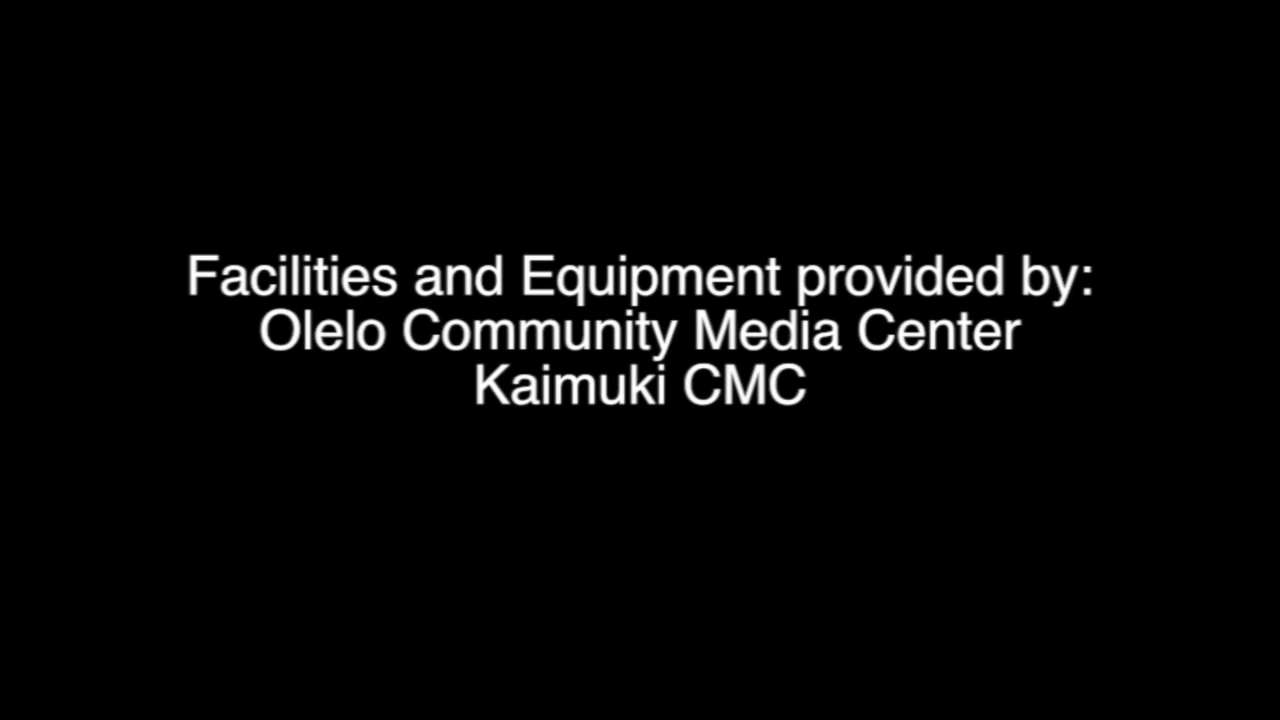 Facilities and Equipment provided by:
Olelo Community Media Center
Kaimuki CMC